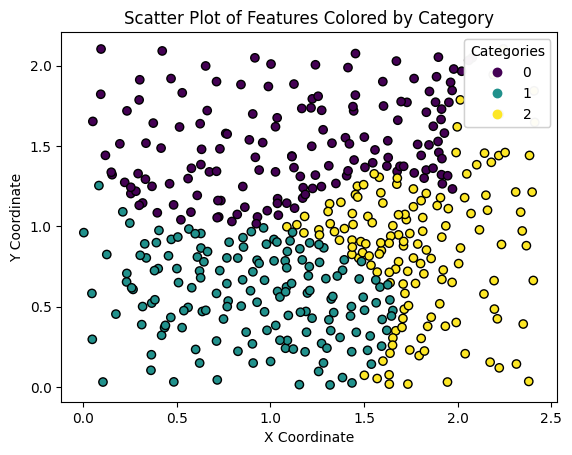 Scatter Plot of Features Colored by Category
Categories
0
1
2
2.0
1.5
1.0
0.5
0.0
Y Coordinate
0.0 0.5 1.0 1.5 2.0 2.5
X Coordinate